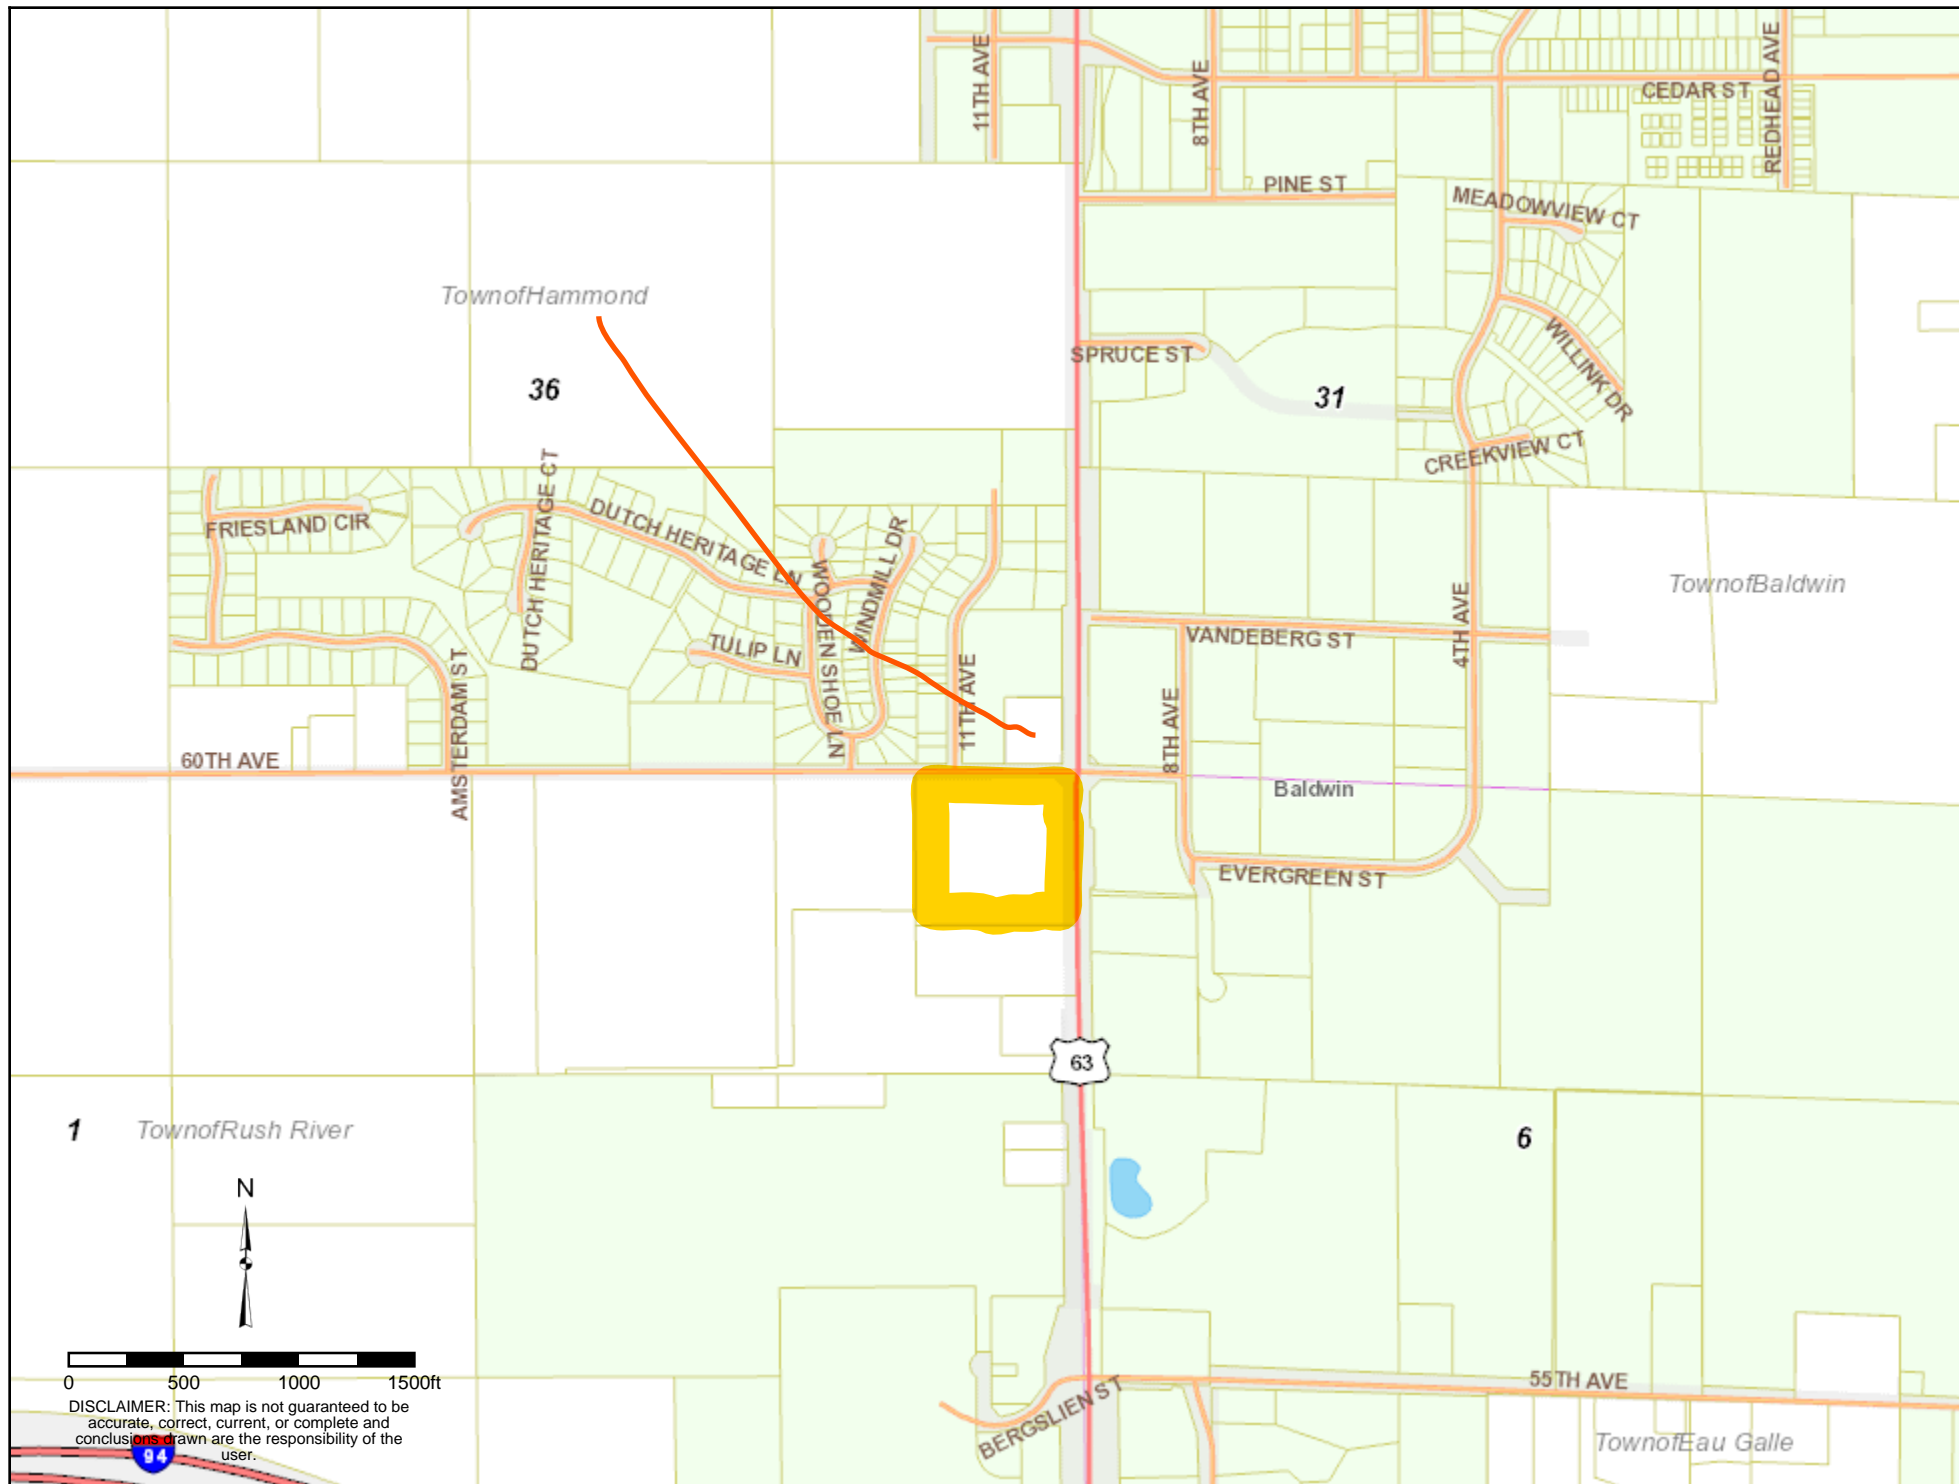 11TH AVE
8TH AVE
CEDAR ST
REDHEAD AVE
PINE ST
MEADOWVIEW CT
TownofHammond
WILLINK DR
SPRUCE ST
36
31
CREEKVIEW CT
FRIESLAND CIR
DUTCH HERITAGE CT
DUTCH HERITAGE LN
WOODEN SHOE LN
WINDMILL DR
TownofBaldwin
TULIP LN
11TH AVE
VANDEBERG ST
4TH AVE
8TH AVE
60TH AVE
AMSTERDAM ST
Baldwin
EVERGREEN ST
63
1
TownofRush River
6
N
0 500 1000 1500ft
DISCLAIMER: This map is not guaranteed to be
accurate, correct, current, or complete and
conclusions drawn are the responsibility of the
user.
94
BERGSLIEN ST
55TH AVE
TownofEau Galle